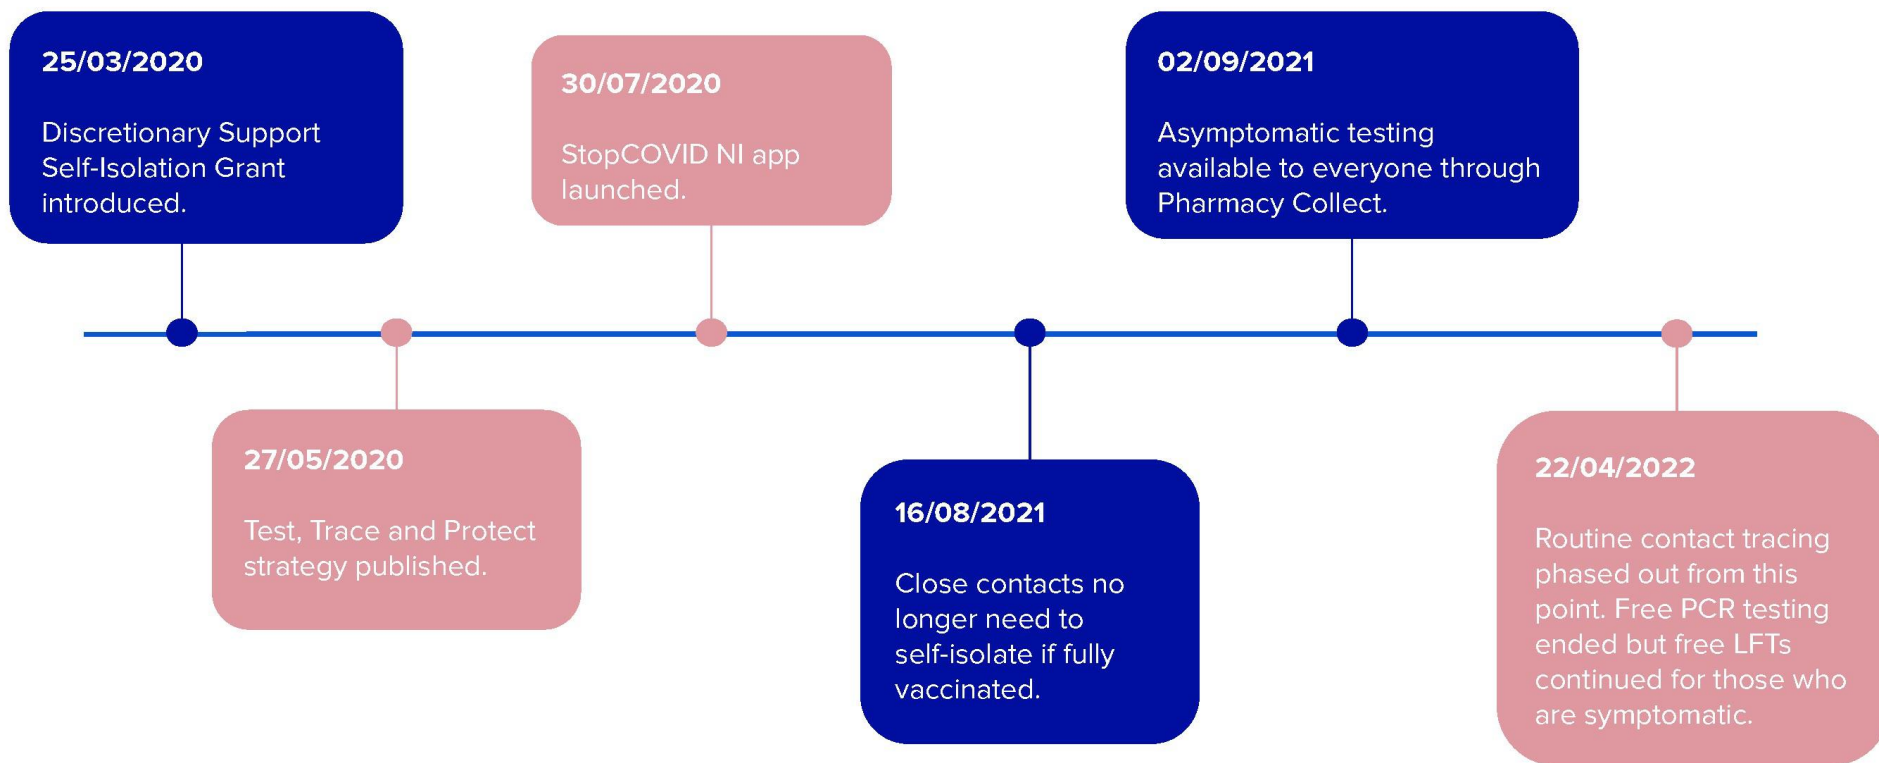 25/03/2020
Discretionary Support
Self-Isolation Grant
introduced.
27/05/2020
Test, Trace and Protect
strategy published.
30/07/2020
StopCOVID NI app
launched.
16/08/2021
Close contacts no
longer need to
self-isolate if fully
vaccinated.
02/09/2021
Asymptomatic testing
available to everyone through
Pharmacy Collect.
22/04/2022
Routine contact tracing
phased out from this
point. Free PCR testing
ended but free LFTs
continued for those who
are symptomatic.